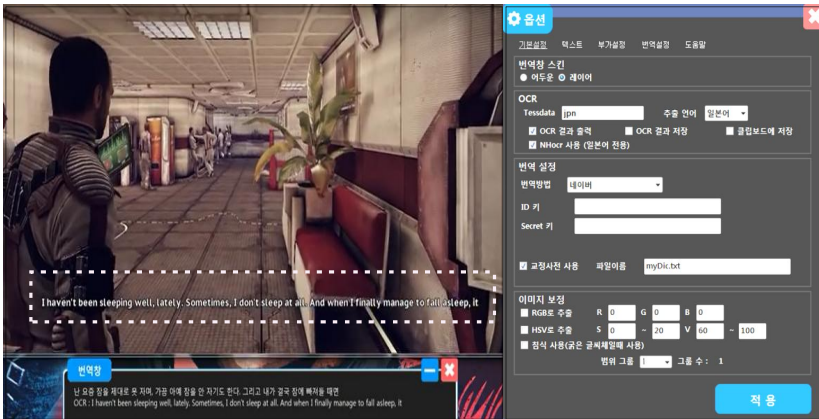 I haven't been sleeping well, lately. Sometimes, I don't sleep at all. And when I finally manage to fall asleep, it
번역창
난 요즘 잠을 제대로 못 자며, 가끔 아예 잠을 안 자기도 한다. 그리고 내가 결국 잠에 빠져들 때면
OCR : I haven't been sleeping well, lately. Sometimes, I don't sleep at all. And when I finally manage to fall asleep, it
옵션
기본설정 텍스트 부가설정 번역설정 도움말
번역창 스킨
어두운 레이어
OCR
Tessdata jpn 추출 언어 일본어
OCR 결과 출력 OCR 결과 저장 클립보드에 저장
NHocr 사용 (일본어 전용)
번역 설정
번역방법 네이버
ID 키
Secret 키
교정사전 사용 파일이름 myDic.txt
이미지 보정
RGB로 추출 R 0 G 0 B 0
HSV로 추출 S 0 ~ 20 V 60 ~ 100
침식 사용(굵은 글씨체일때 사용)
범위 그룹 1 그룹 수 : 1
적 용